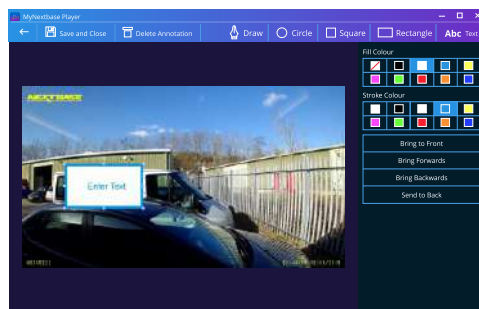 MyNextbase Player
Save and Close
Delete Annotation
Draw
Circle
Square
Rectangle
Abc Text
Fill Colour
Stroke Colour
NEXTBASE
Enter Text
Bring to Front
Bring Forwards
Bring Backwards
Send to Back